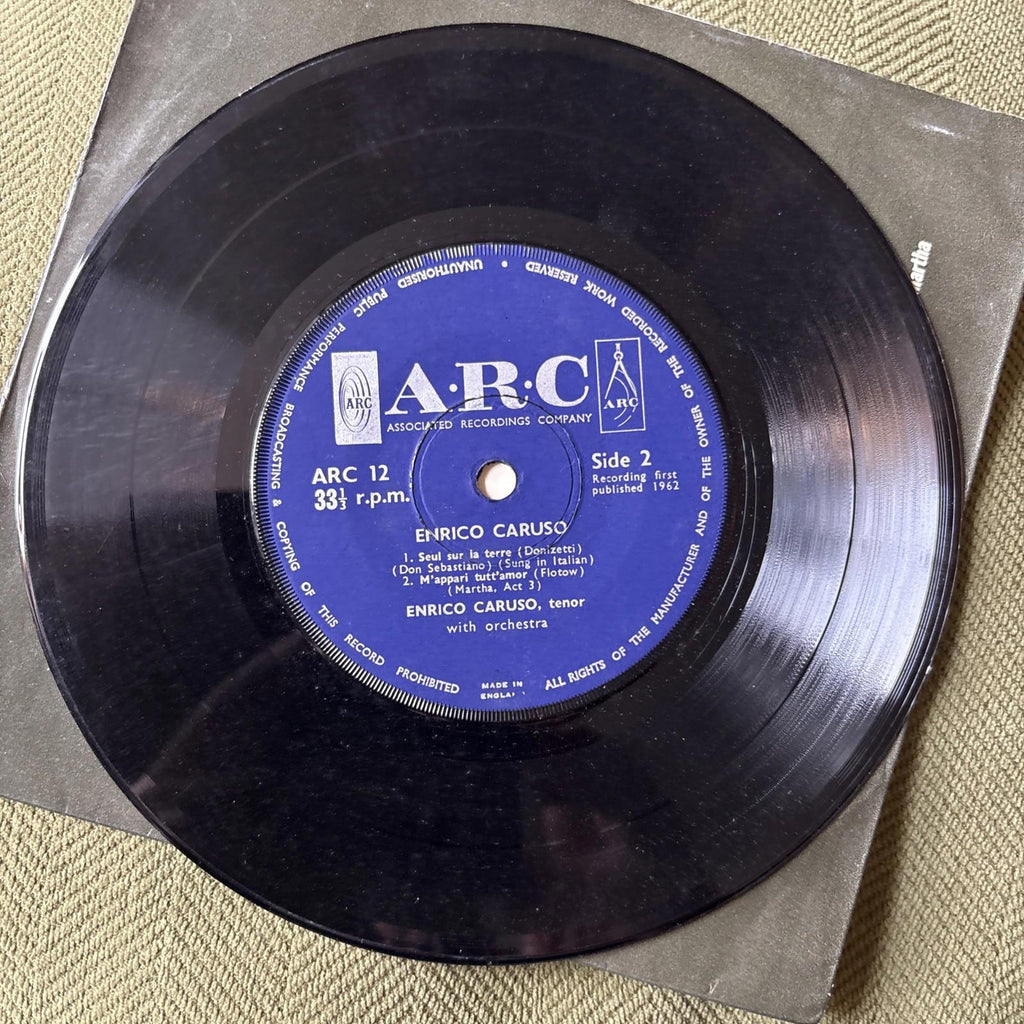 UNAUTHORISED PUBLIC PERFORMANCE BROADCASTING & COPYING OF THIS RECORD PROHIBITED
ALL RIGHTS OF THE MANUFACTURER AND OF THE OWNER OF THE RECORDED WORK RESERVED
ARC
A·R·C
ARC
ASSOCIATED RECORDINGS COMPANY
ARC 12
33⅓ r.p.m.
Side 2
Recording first
published 1962
ENRICO CARUSO
1. Seul sur la terre (Donizetti)
(Don Sebastiano) (Sung in Italian)
2. M'appari tutt'amor (Flotow)
(Martha, Act 3)
ENRICO CARUSO, tenor
with orchestra
MADE IN
artha